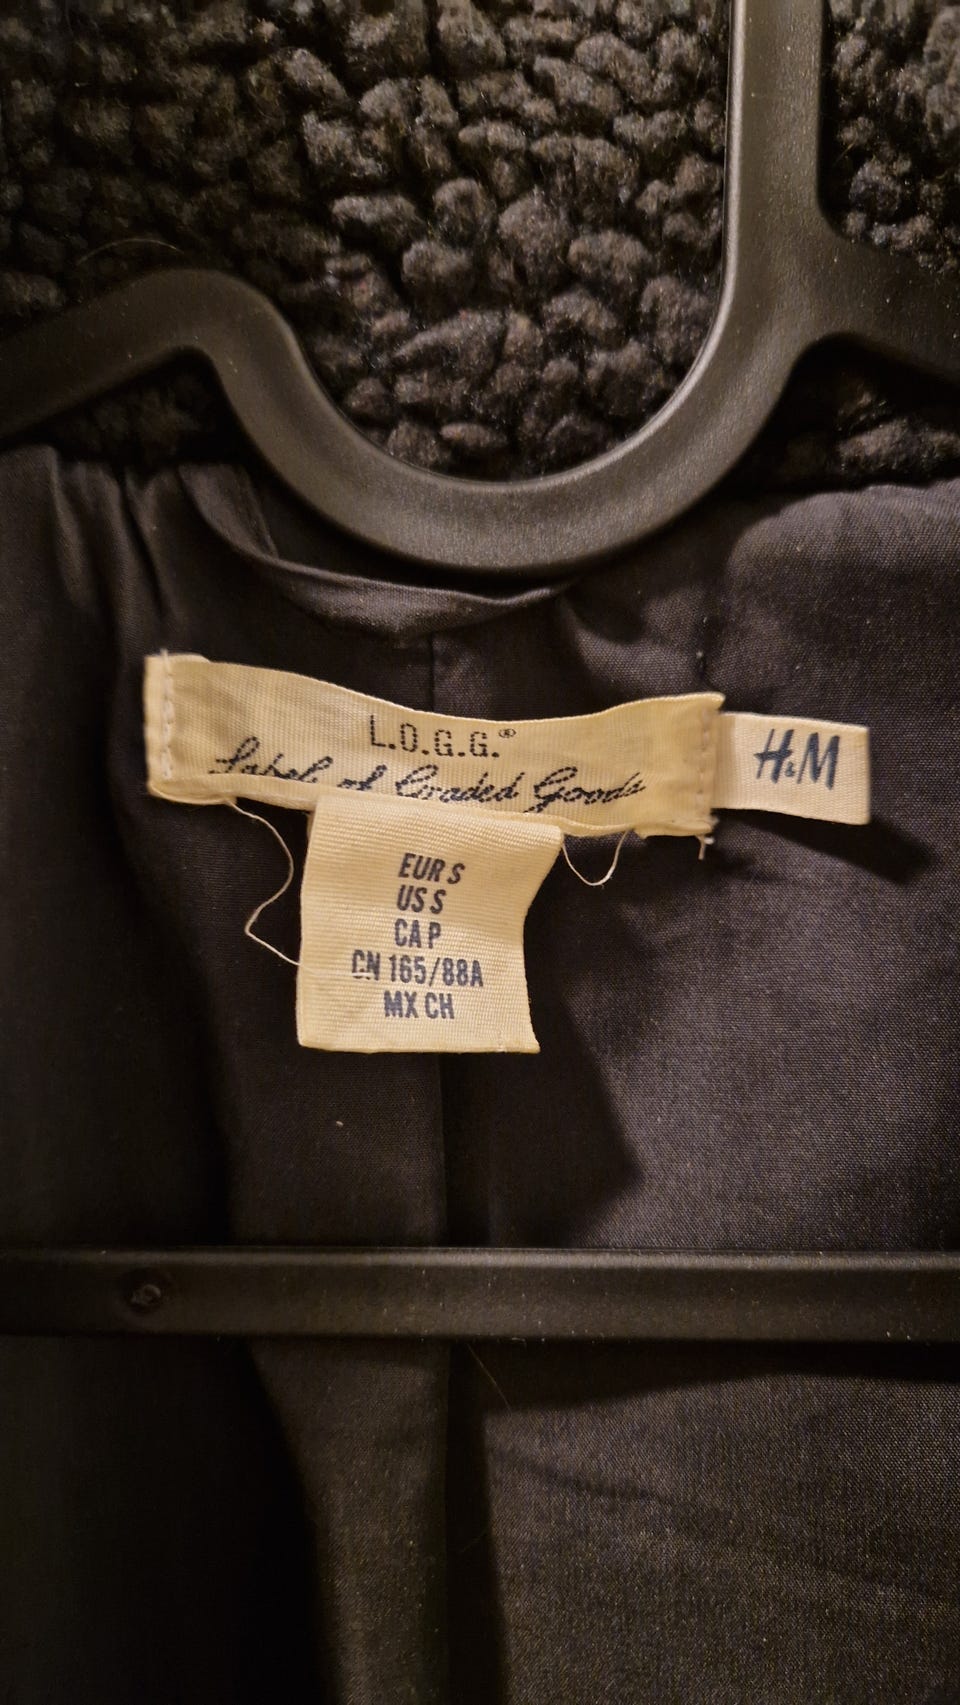 L.O.G.G.®
Label of Graded Goods
H&M
EUR S
US S
CA P
CN 165/88A
MX CH